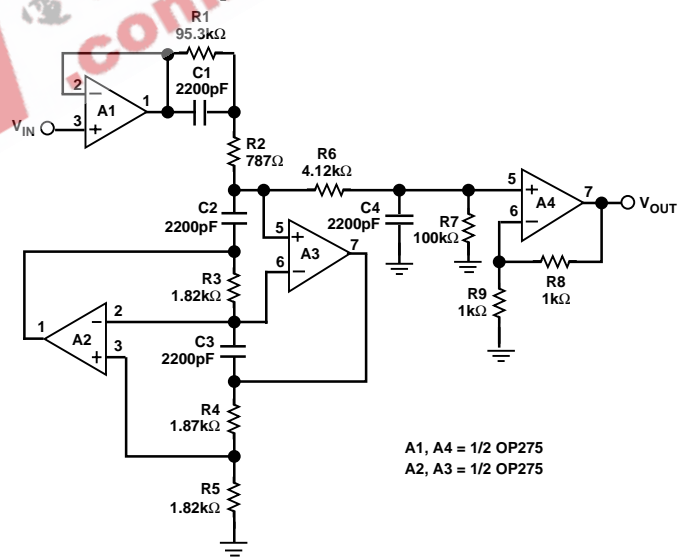 .com
R1
95.3kΩ
C1
2200pF
2
A1
1
VIN
3
R2
787Ω
R6
4.12kΩ
5
A4
7
VOUT
6
C2
2200pF
C4
2200pF
R7
100kΩ
5
A3
7
6
R8
1kΩ
R9
1kΩ
R3
1.82kΩ
1
A2
2
3
C3
2200pF
R4
1.87kΩ
R5
1.82kΩ
A1, A4 = 1/2 OP275
A2, A3 = 1/2 OP275